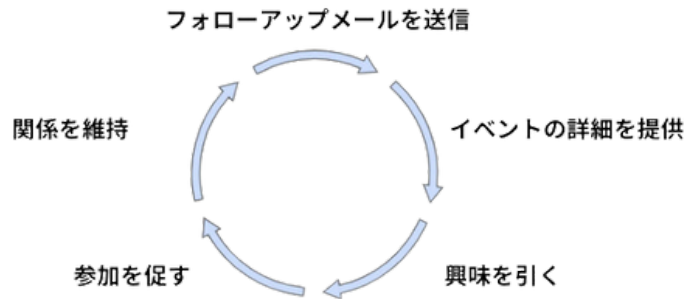 フォローアップメールを送信
関係を維持
イベントの詳細を提供
参加を促す
興味を引く